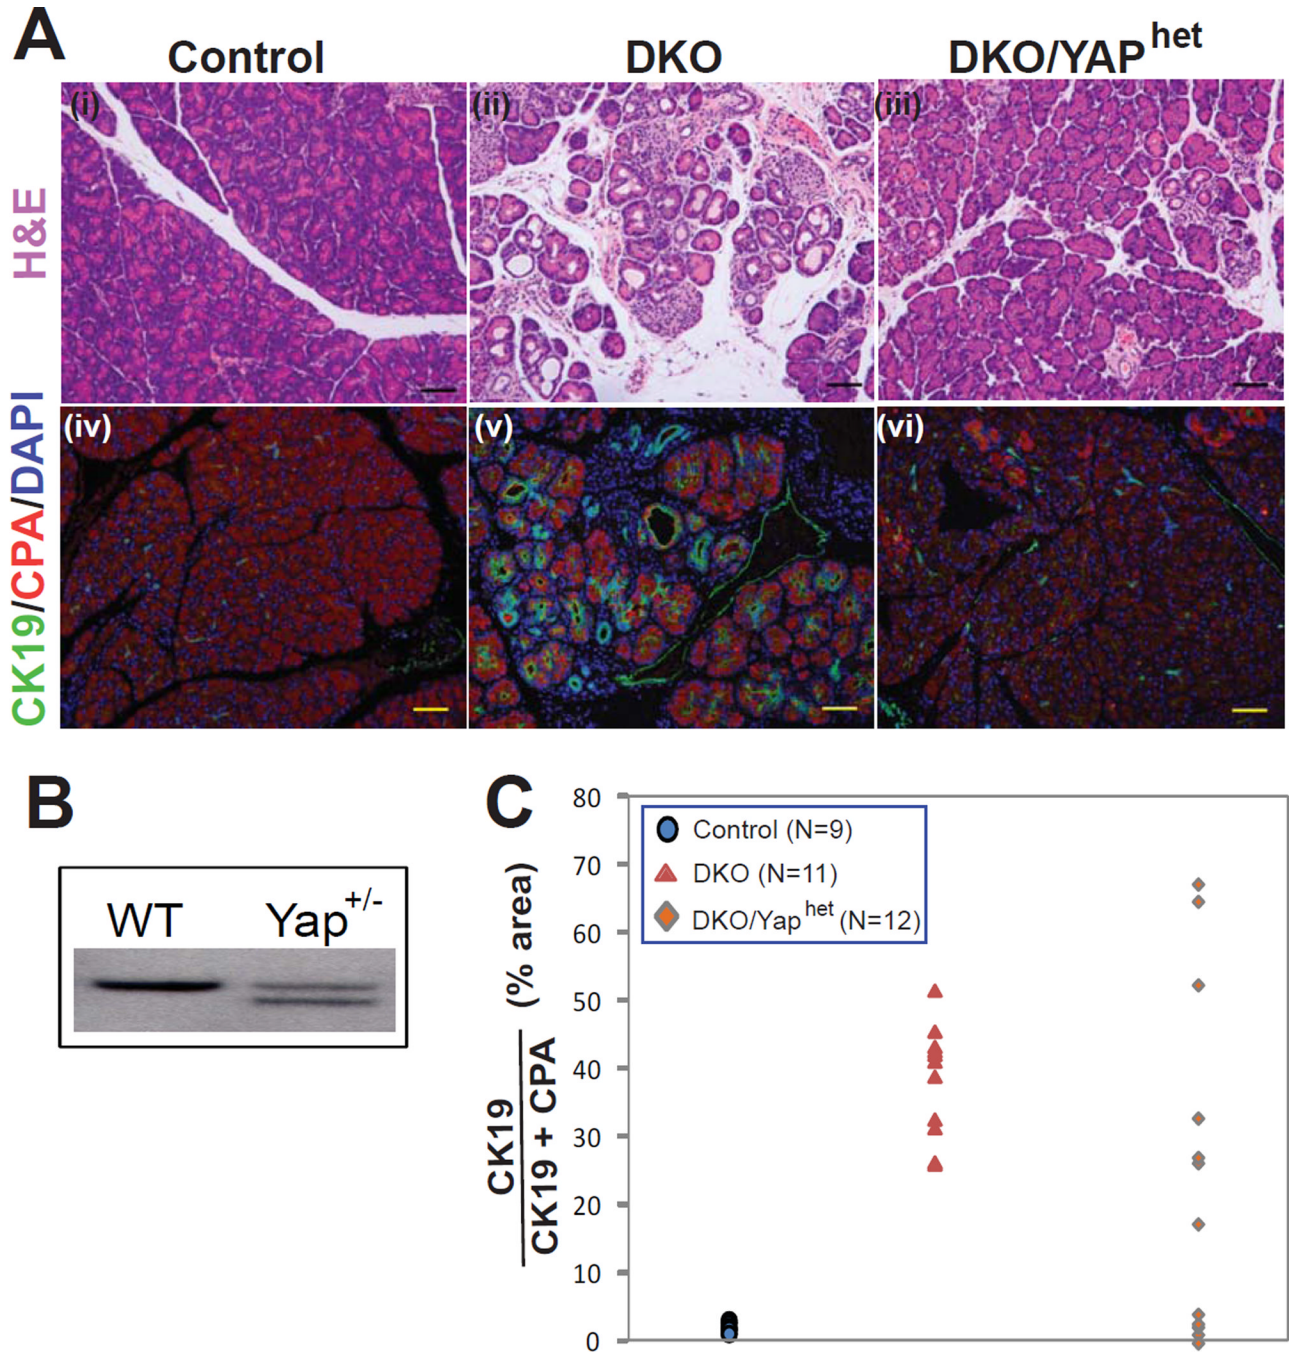 A
Control
DKO
DKO/YAP het
H&E
(i)
(ii)
(iii)
CK19/CPA/DAPI
(iv)
(v)
(vi)
B
WT
Yap+/-
C
CK19
CK19 + CPA
(% area)
80
70
60
50
40
30
20
10
0
Control (N=9)
DKO (N=11)
DKO/Yap het (N=12)